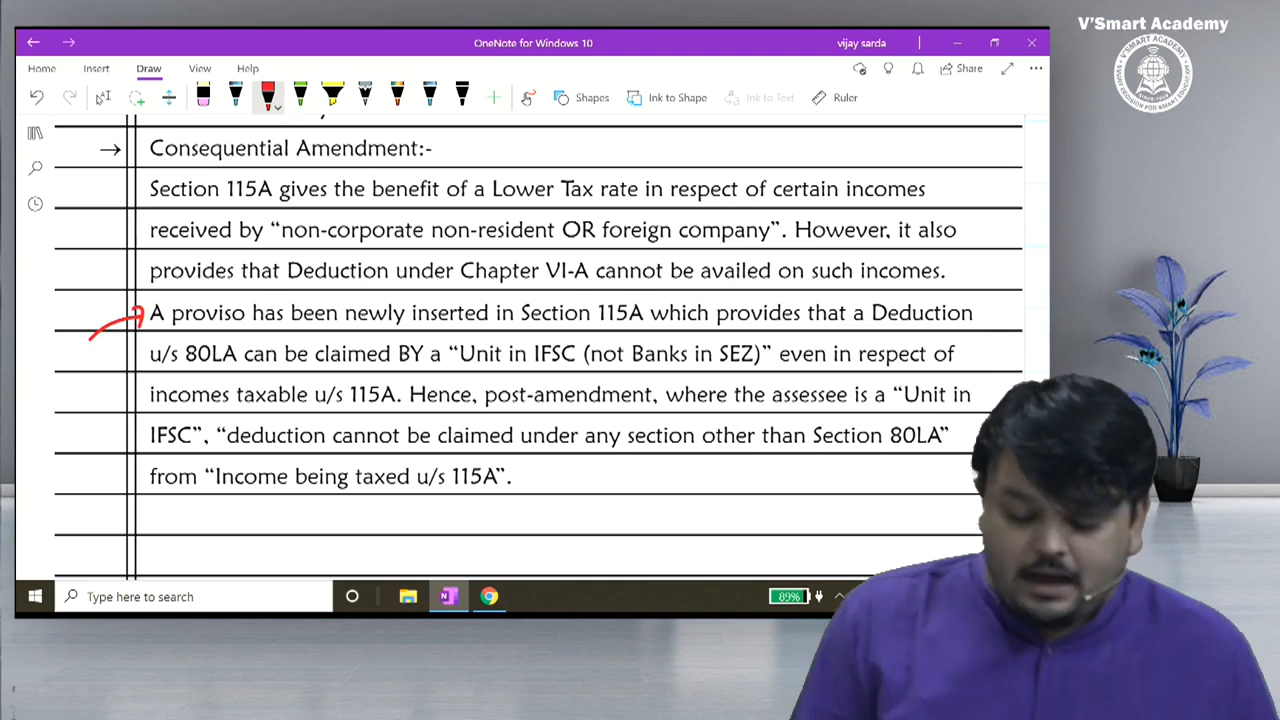 V'Smart Academy
OneNote for Windows 10
vijay sarda
Home Insert Draw View Help
Share
Shapes Ink to Shape Ink to Text Ruler
→ Consequential Amendment:-
Section 115A gives the benefit of a Lower Tax rate in respect of certain incomes
received by “non-corporate non-resident OR foreign company”. However, it also
provides that Deduction under Chapter VI-A cannot be availed on such incomes.
A proviso has been newly inserted in Section 115A which provides that a Deduction
u/s 80LA can be claimed BY a “Unit in IFSC (not Banks in SEZ)” even in respect of
incomes taxable u/s 115A. Hence, post-amendment, where the assessee is a “Unit in
IFSC”, “deduction cannot be claimed under any section other than Section 80LA”
from “Income being taxed u/s 115A”.
Type here to search
89%